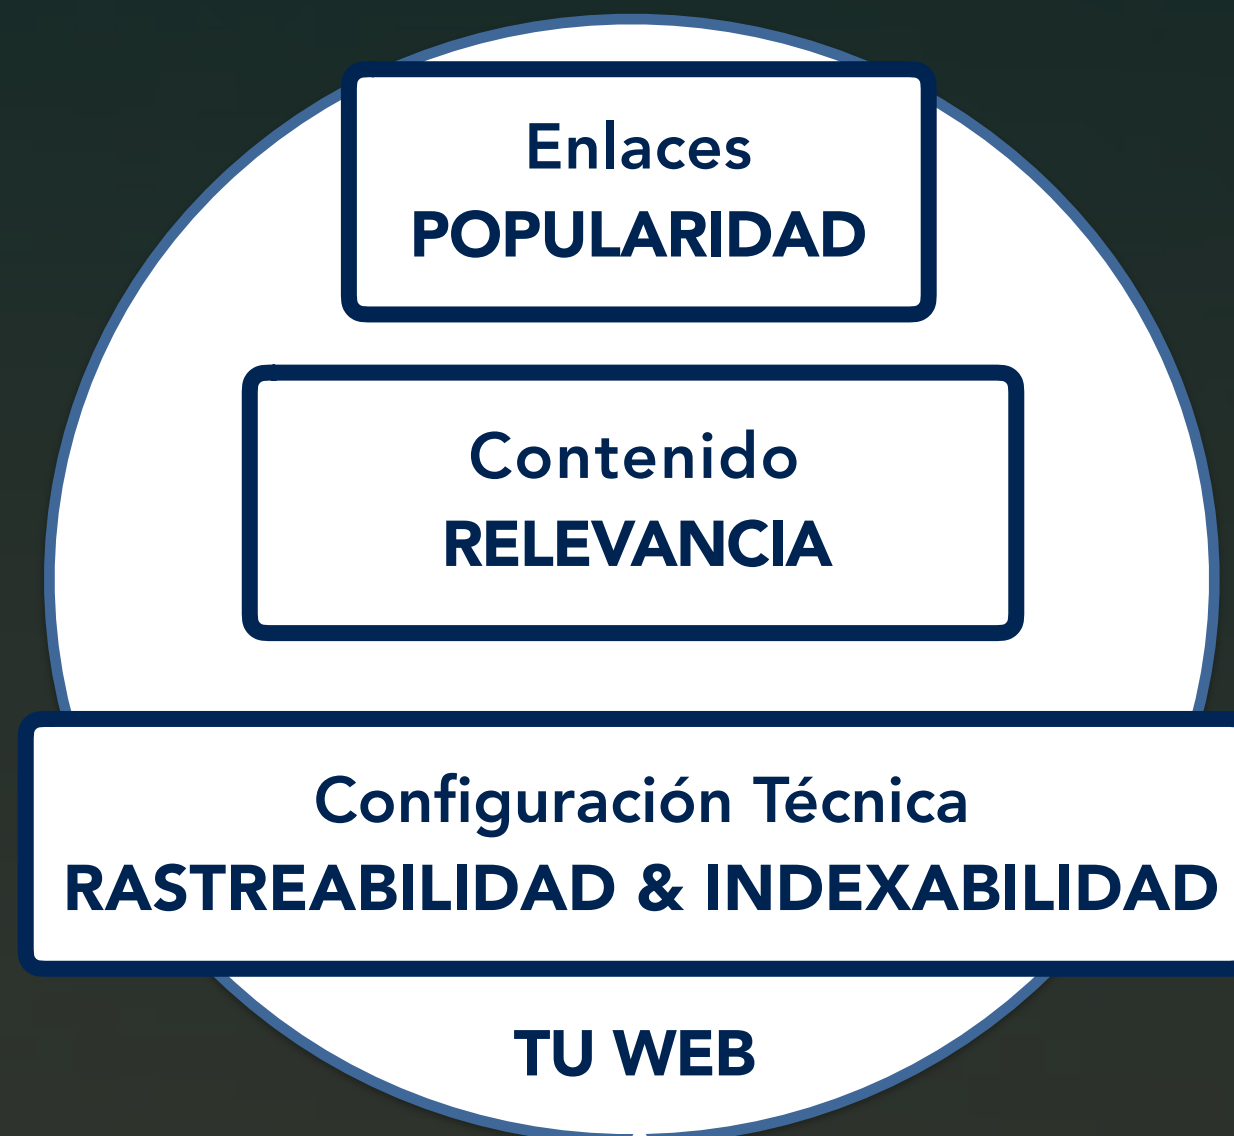 Enlaces
POPULARIDAD
Contenido
RELEVANCIA
Configuración Técnica
RASTREABILIDAD & INDEXABILIDAD
TU WEB